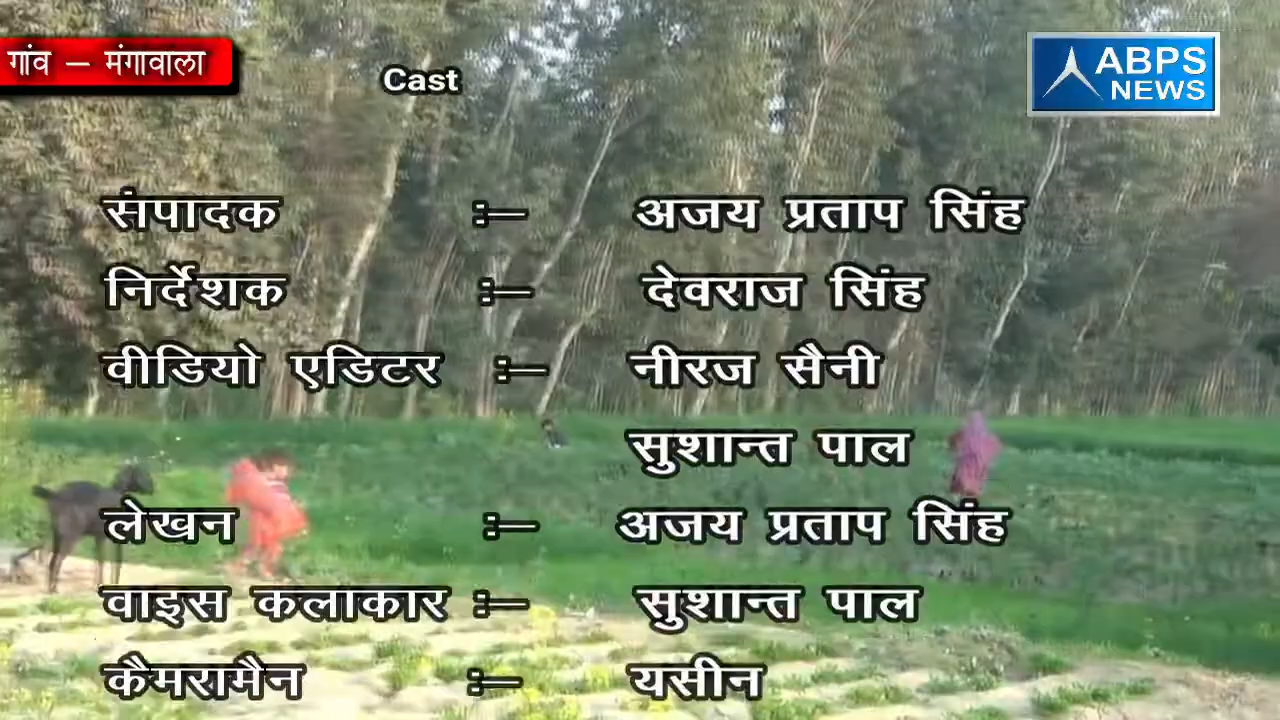 गांव – मंगावाला
Cast
ABPS
NEWS
संपादक :— अजय प्रताप सिंह
निर्देशक :— देवराज सिंह
वीडियो एडिटर :— नीरज सैनी
सुशान्त पाल
लेखन :— अजय प्रताप सिंह
वाइस कलाकार :— सुशान्त पाल
कैमरामैन :— यसीन